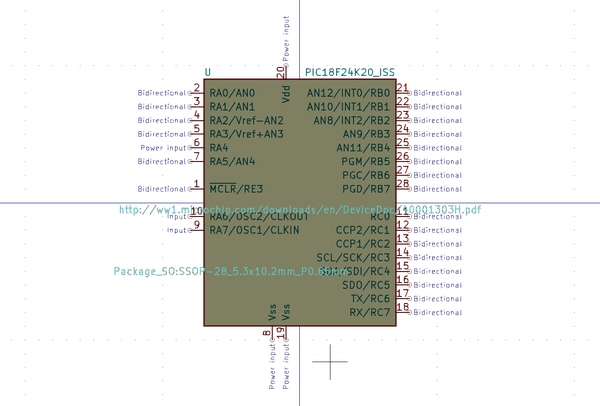 Power input
20
U PIC18F24K20_ISS
Vdd
Bidirectional 2 RA0/AN0 AN12/INT0/RB0 21 Bidirectional
Bidirectional 3 RA1/AN1 AN10/INT1/RB1 22 Bidirectional
Bidirectional 4 RA2/Vref-AN2 AN8/INT2/RB2 23 Bidirectional
Bidirectional 5 RA3/Vref+AN3 AN9/RB3 24 Bidirectional
Power input 6 RA4 AN11/RB4 25 Bidirectional
Bidirectional 7 RA5/AN4 PGM/RB5 26 Bidirectional
PGC/RB6 27 Bidirectional
Bidirectional 1 MCLR/RE3 PGD/RB7 28 Bidirectional
http://ww1.microchip.com/downloads/en/DeviceDoc/40001303H.pdf
Input 10 RA6/OSC2/CLKOUT RC0 11 Bidirectional
Input 9 RA7/OSC1/CLKIN CCP2/RC1 12 Bidirectional
CCP1/RC2 13 Bidirectional
SCL/SCK/RC3 14 Bidirectional
Package_SO:SSOP-28_5.3x10.2mm_P0.65mm
SDA/SDI/RC4 15 Bidirectional
SDO/RC5 16 Bidirectional
TX/RC6 17 Bidirectional
RX/RC7 18 Bidirectional
Vss Vss
8 19
Power input Power input